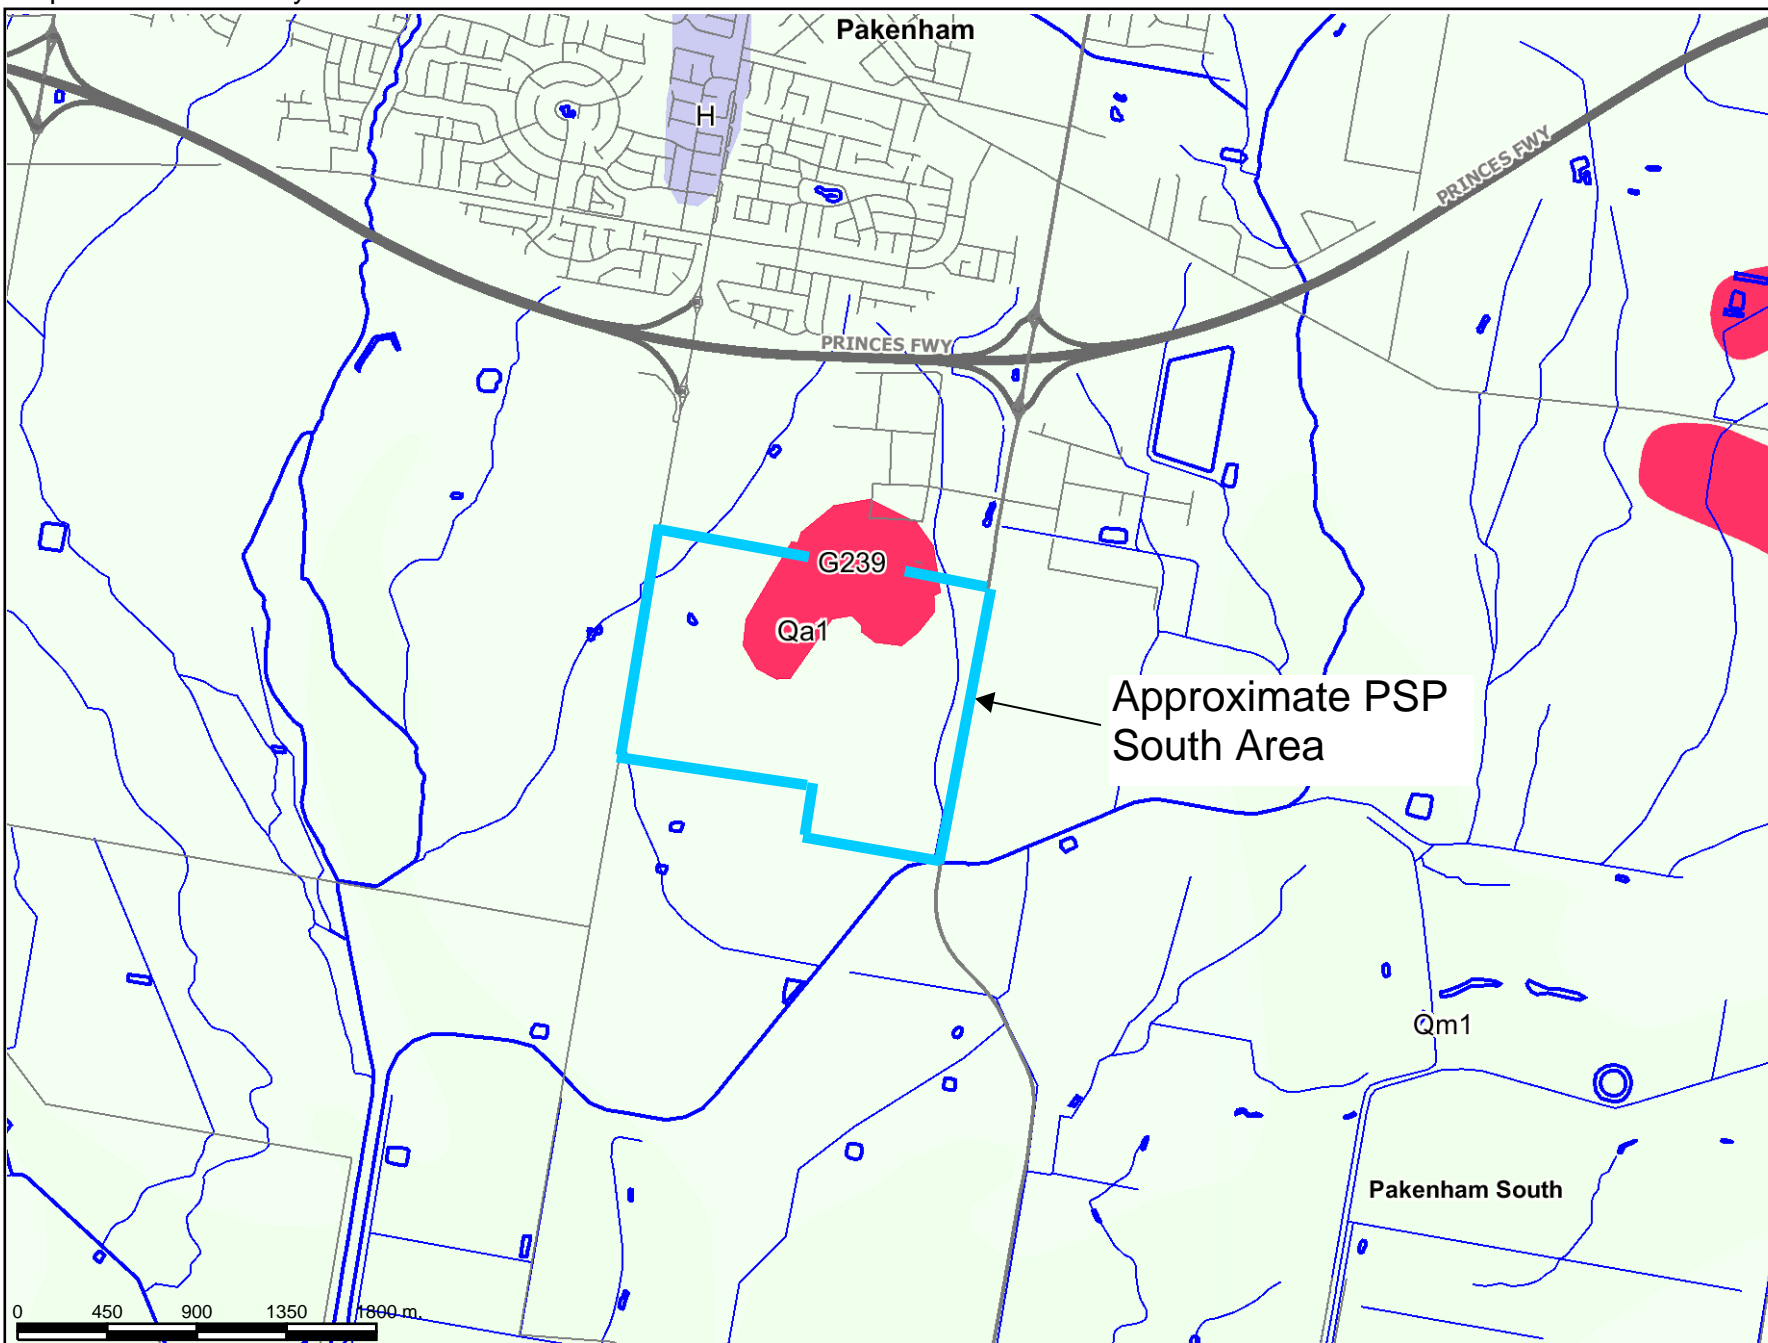 Pakenham
H
PRINCES FWY
PRINCES FWY
G239
Qa1
Approximate PSP
South Area
Qm1
Pakenham South
0 450 900 1350 1800 m.